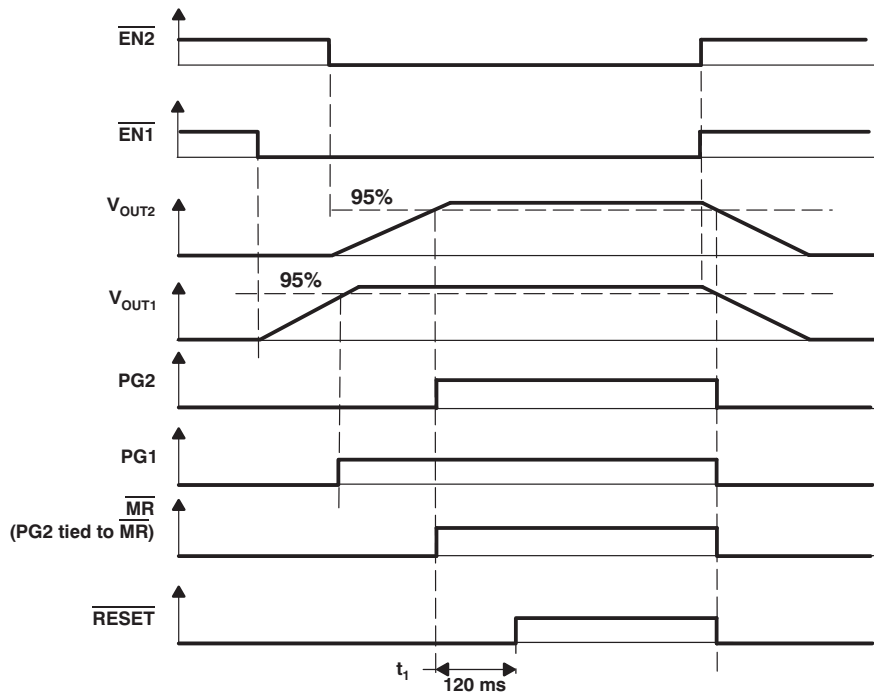 EN2
EN1
VOUT2
95%
VOUT1
95%
PG2
PG1
MR
(PG2 tied to MR)
RESET
t1
120 ms